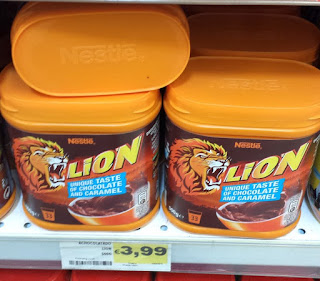 Nestlé
Nestlé
LION
UNIQUE TASTE
OF CHOCOLATE
AND CARAMEL
Nestlé
LION
UNIQUE TASTE
OF CHOCOLATE
AND CARAMEL
€3,99